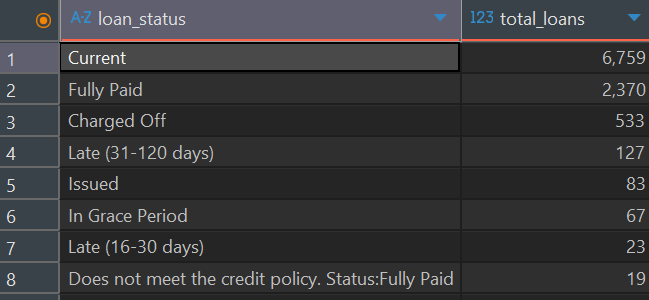 A-Z loan_status 123 total_loans
1 Current 6,759
2 Fully Paid 2,370
3 Charged Off 533
4 Late (31-120 days) 127
5 Issued 83
6 In Grace Period 67
7 Late (16-30 days) 23
8 Does not meet the credit policy. Status:Fully Paid 19